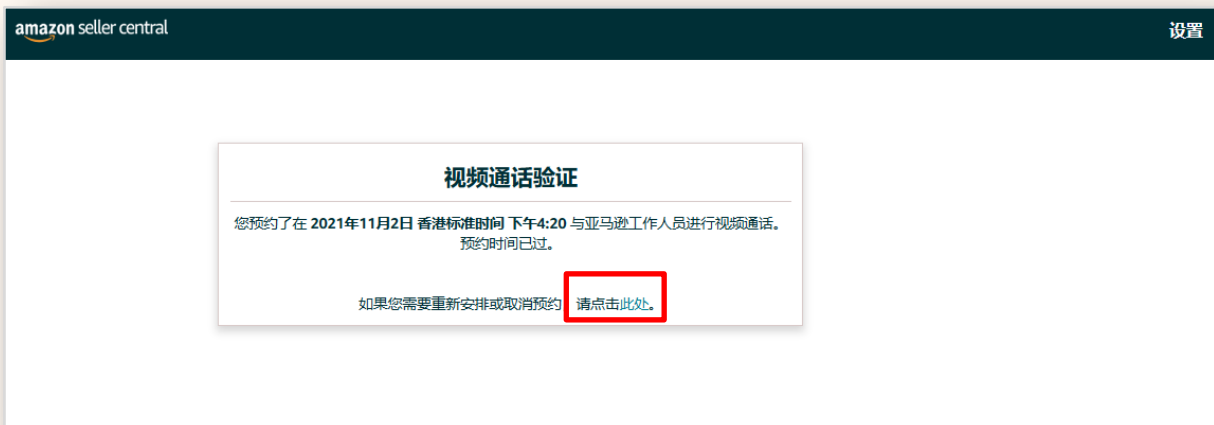 amazon seller central
设置
视频通话验证
您预约了在 2021年11月2日 香港标准时间 下午4:20 与亚马逊工作人员进行视频通话。
预约时间已过。
如果您需要重新安排或取消预约 请点击此处。